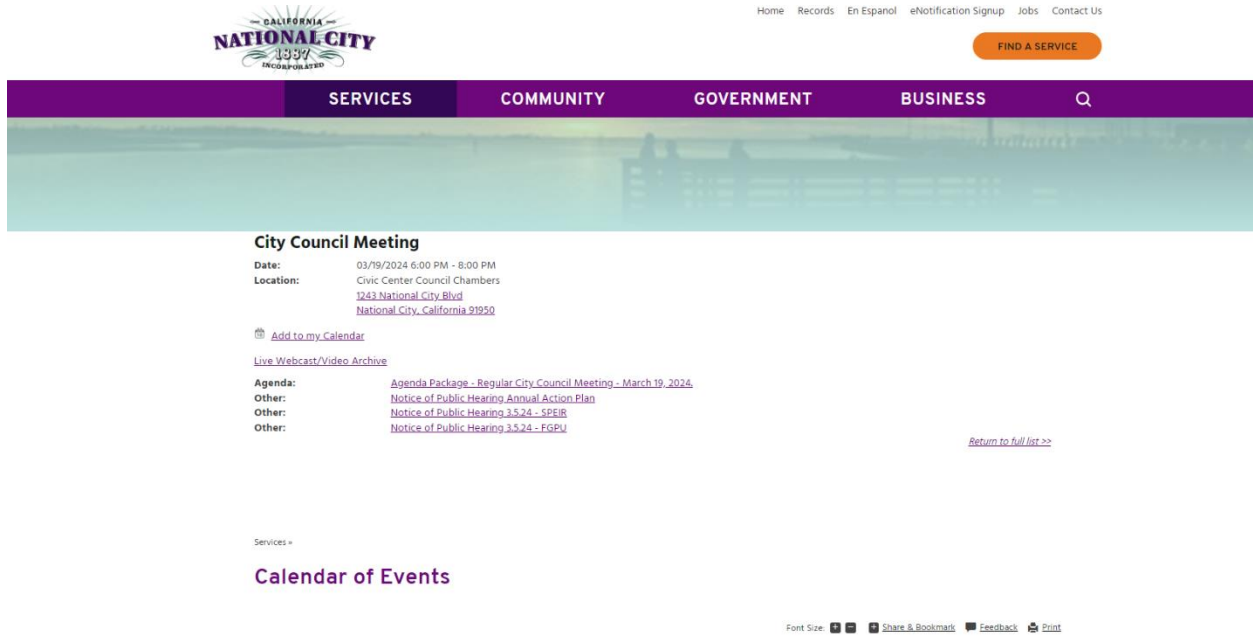 CALIFORNIA
NATIONAL CITY
1887
INCORPORATED
Home Records En Espanol eNotification Signup Jobs Contact Us
FIND A SERVICE
SERVICES COMMUNITY GOVERNMENT BUSINESS
City Council Meeting
Date: 03/19/2024 6:00 PM - 8:00 PM
Location: Civic Center Council Chambers
1243 National City Blvd
National City, California 91950
Add to my Calendar
Live Webcast/Video Archive
Agenda: Agenda Package - Regular City Council Meeting - March 19, 2024.
Other: Notice of Public Hearing Annual Action Plan
Other: Notice of Public Hearing 3.5.24 - SPEIR
Other: Notice of Public Hearing 3.5.24 - FGPU
Return to full list >>
Services »
Calendar of Events
Font Size: + - + Share & Bookmark Feedback Print